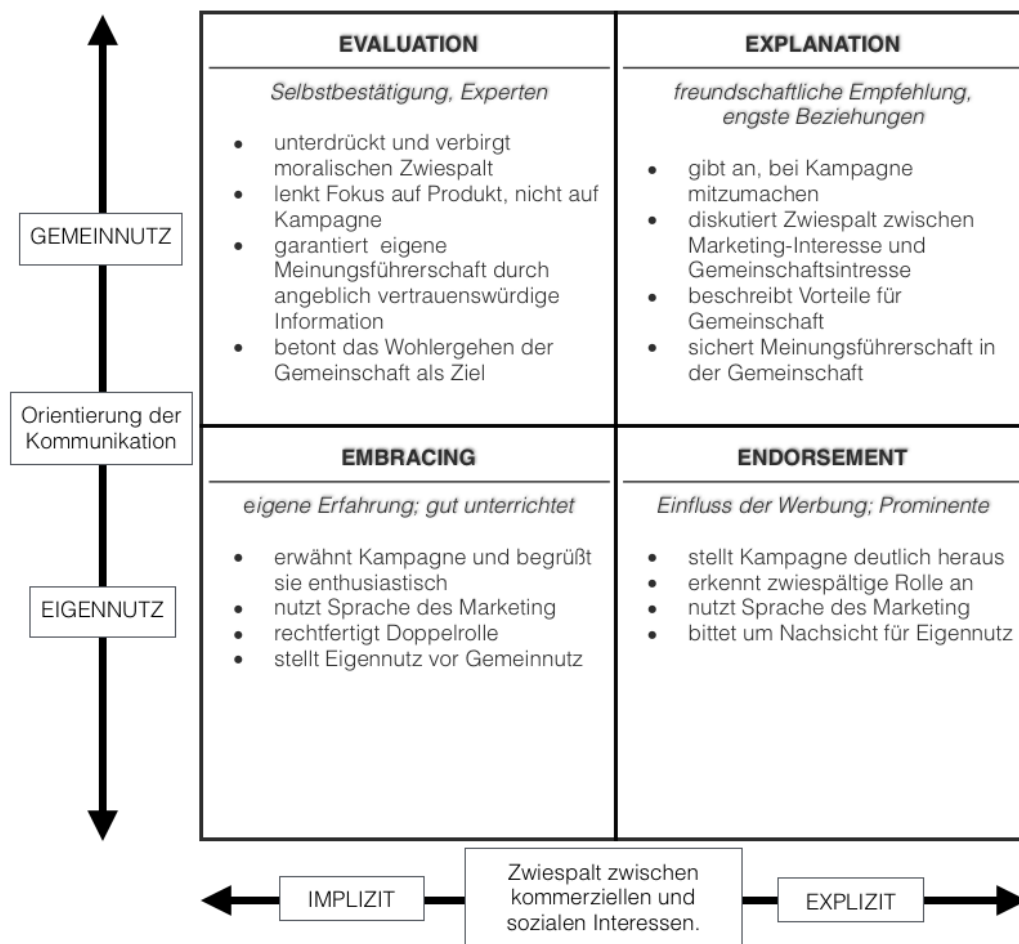 EVALUATION
Selbstbestätigung, Experten
• unterdrückt und verbirgt
moralischen Zwiespalt
• lenkt Fokus auf Produkt, nicht auf
Kampagne
• garantiert eigene
Meinungsführerschaft durch
angeblich vertrauenswürdige
Information
• betont das Wohlergehen der
Gemeinschaft als Ziel
EXPLANATION
freundschaftliche Empfehlung,
engste Beziehungen
• gibt an, bei Kampagne
mitzumachen
• diskutiert Zwiespalt zwischen
Marketing-Interesse und
Gemeinschaftsintresse
• beschreibt Vorteile für
Gemeinschaft
• sichert Meinungsführerschaft in
der Gemeinschaft
GEMEINNUTZ
Orientierung der
Kommunikation
EIGENNUTZ
EMBRACING
eigene Erfahrung; gut unterrichtet
• erwähnt Kampagne und begrüßt
sie enthusiastisch
• nutzt Sprache des Marketing
• rechtfertigt Doppelrolle
• stellt Eigennutz vor Gemeinnutz
ENDORSEMENT
Einfluss der Werbung; Prominente
• stellt Kampagne deutlich heraus
• erkennt zwiespältige Rolle an
• nutzt Sprache des Marketing
• bittet um Nachsicht für Eigennutz
IMPLIZIT
Zwiespalt zwischen
kommerziellen und
sozialen Interessen.
EXPLIZIT